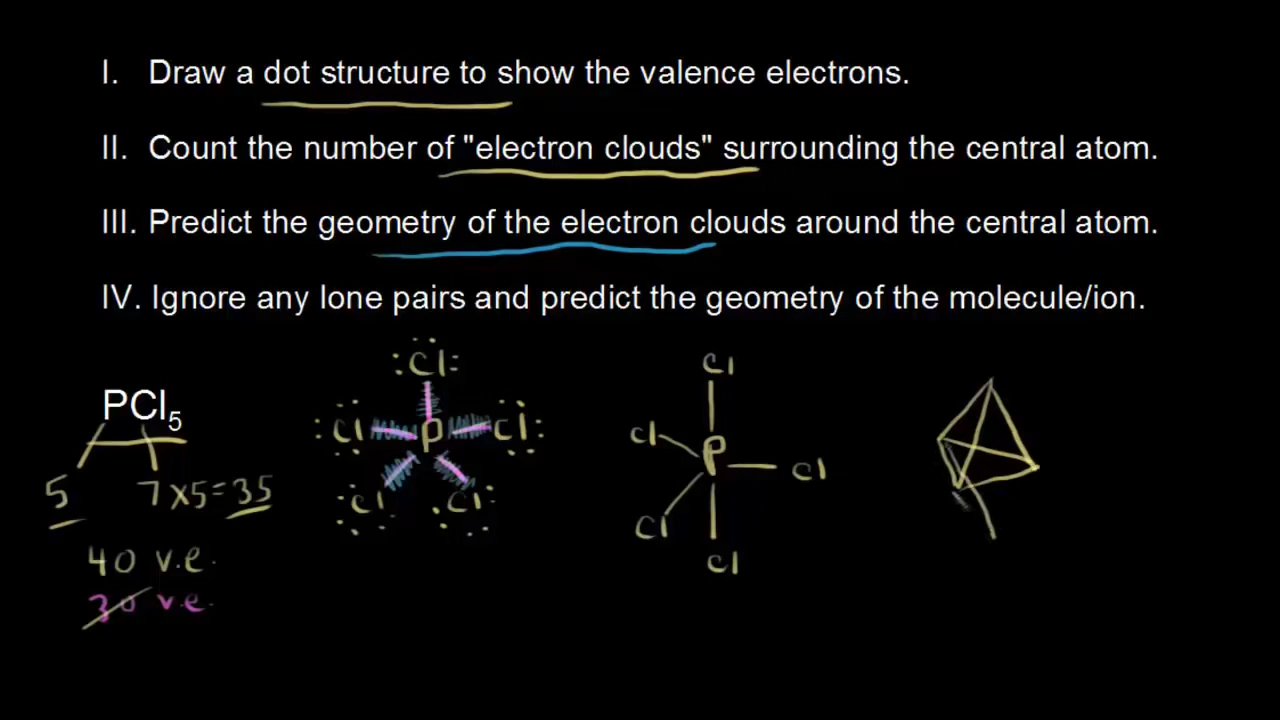 I. Draw a dot structure to show the valence electrons.
II. Count the number of "electron clouds" surrounding the central atom.
III. Predict the geometry of the electron clouds around the central atom.
IV. Ignore any lone pairs and predict the geometry of the molecule/ion.
PCl5
5 7x5=35
40 v.e.
30 v.e.
Cl
Cl P Cl
Cl Cl
Cl
Cl P Cl
Cl
Cl